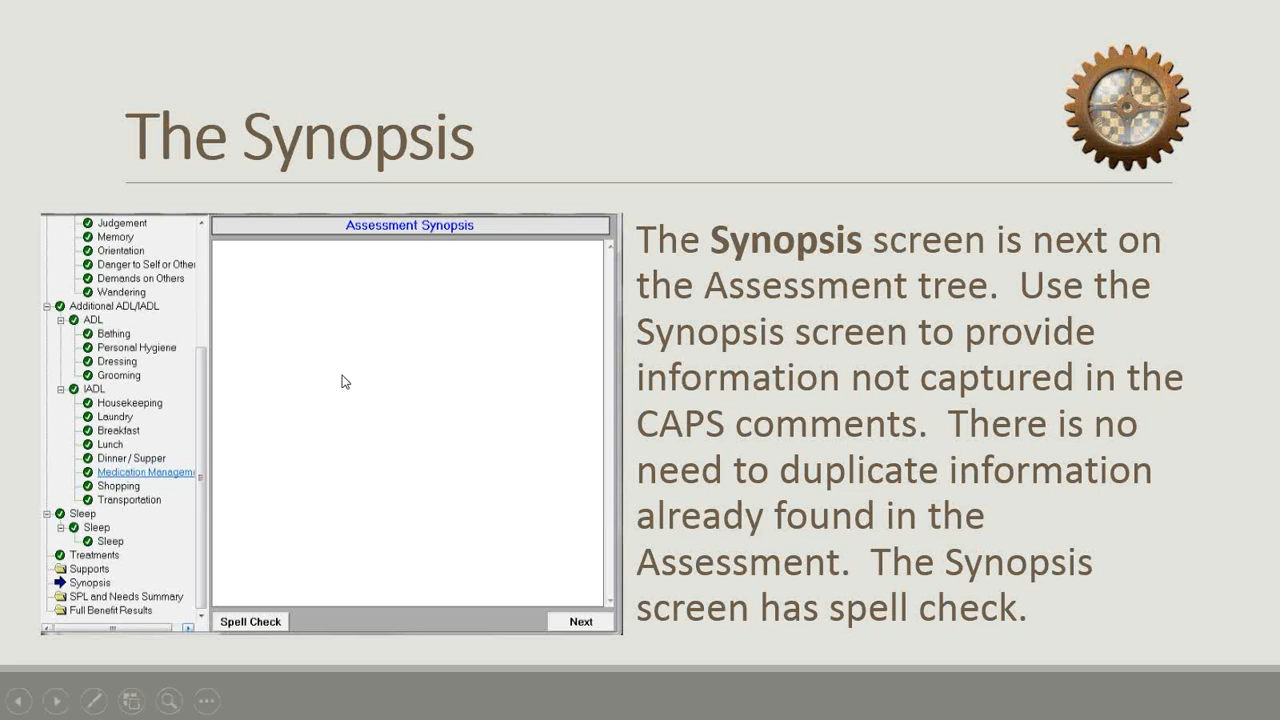 The Synopsis
Judgement
Memory
Orientation
Danger to Self or Other
Demands on Others
Wandering
Additional ADL/IADL
ADL
Bathing
Personal Hygiene
Dressing
Grooming
IADL
Housekeeping
Laundry
Breakfast
Lunch
Dinner / Supper
Medication Managem
Shopping
Transportation
Sleep
Sleep
Sleep
Treatments
Supports
Synopsis
SPL and Needs Summary
Full Benefit Results
Assessment Synopsis
Spell Check
Next
The Synopsis screen is next on
the Assessment tree. Use the
Synopsis screen to provide
information not captured in the
CAPS comments. There is no
need to duplicate information
already found in the
Assessment. The Synopsis
screen has spell check.